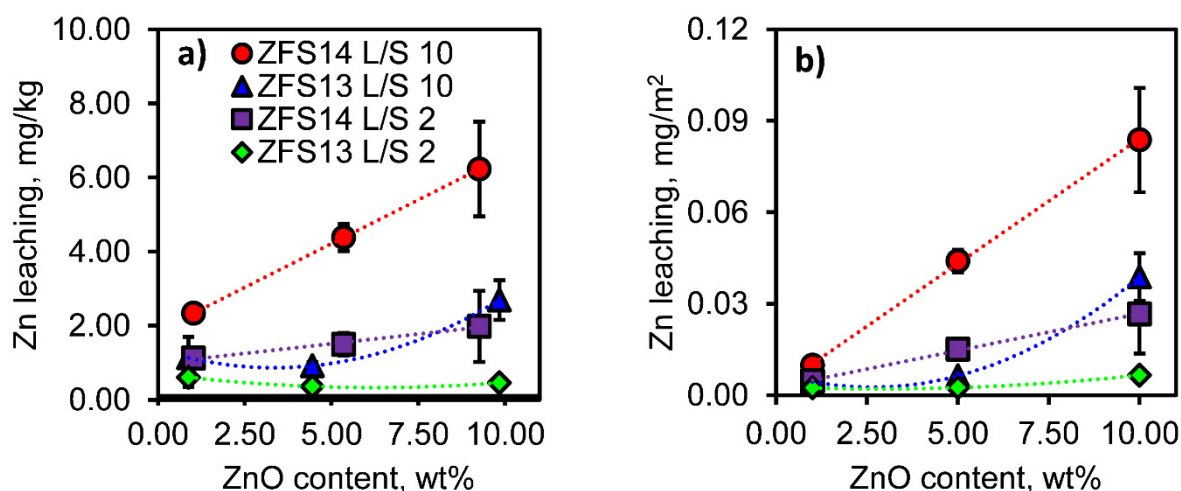 a)
ZFS14 L/S 10
ZFS13 L/S 10
ZFS14 L/S 2
ZFS13 L/S 2
Zn leaching, mg/kg
10.00
8.00
6.00
4.00
2.00
0.00
0.00 2.50 5.00 7.50 10.00
ZnO content, wt%
b)
Zn leaching, mg/m²
0.12
0.09
0.06
0.03
0.00
0.00 2.50 5.00 7.50 10.00
ZnO content, wt%